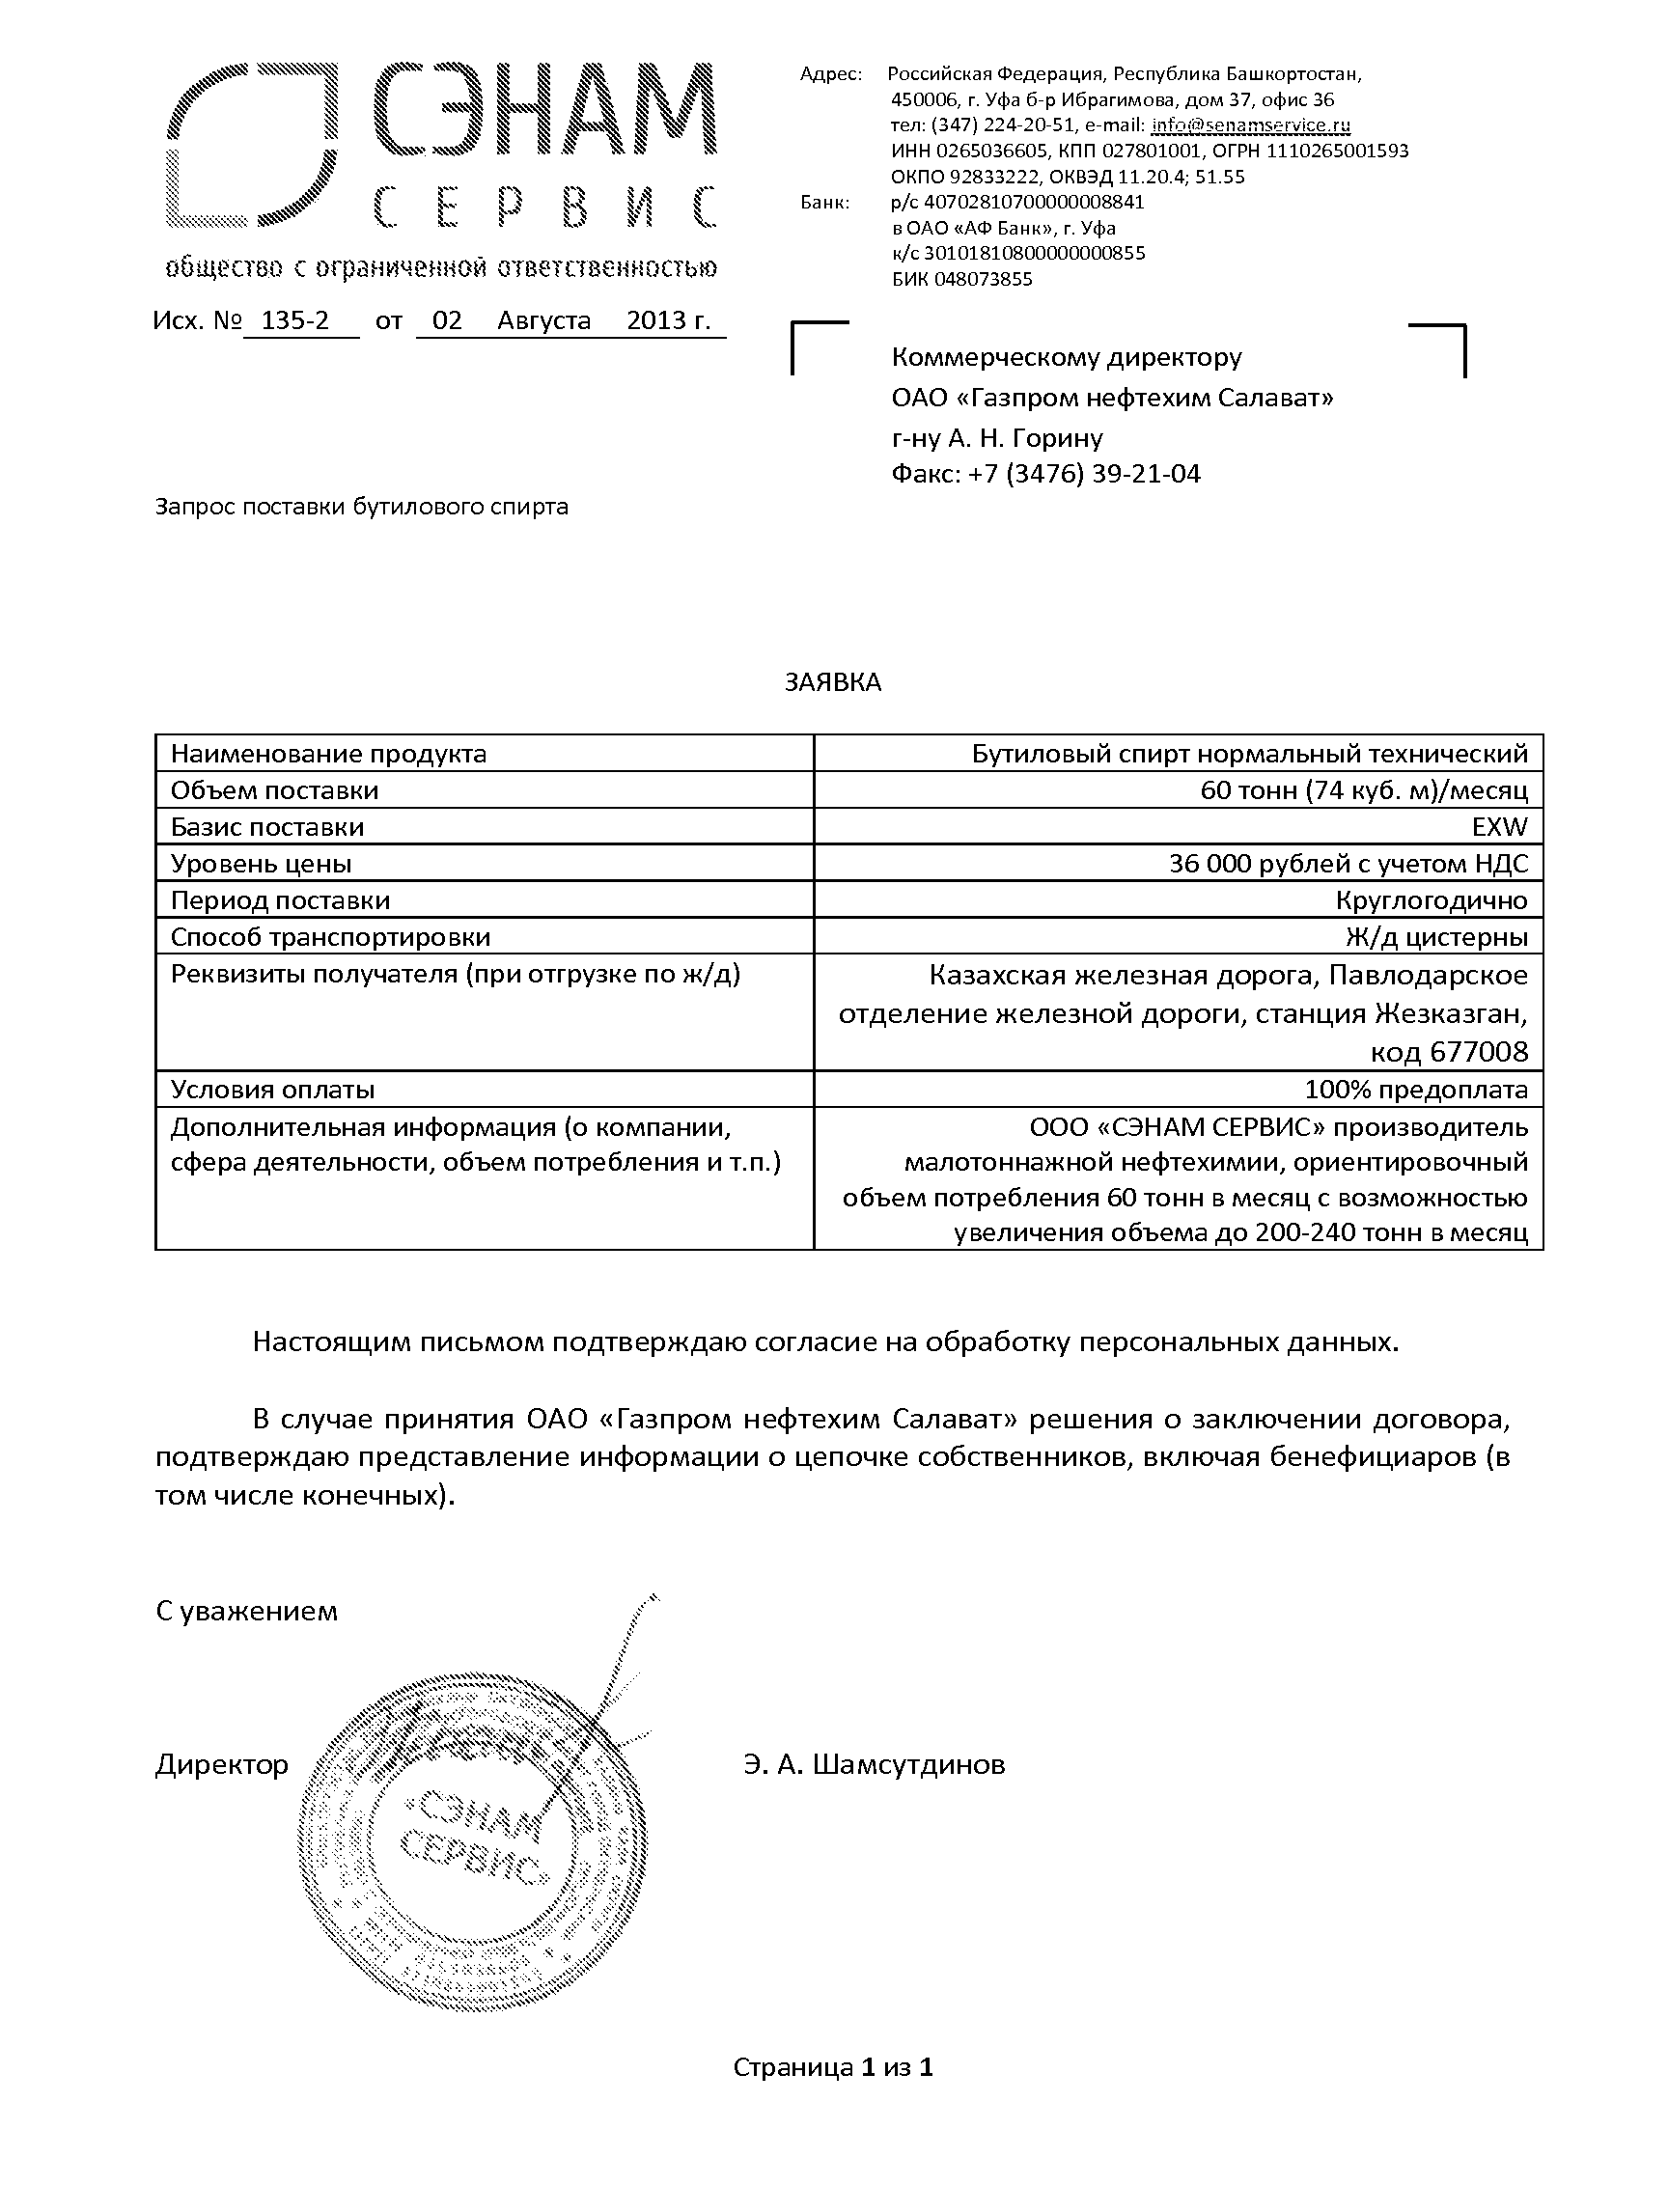 СЭНАМ
СЕРВИС
общество с ограниченной ответственностью
Исх. № 135-2 от 02 Августа 2013 г.
Адрес: Российская Федерация, Республика Башкортостан,
450006, г. Уфа б-р Ибрагимова, дом 37, офис 36
тел: (347) 224-20-51, e-mail: info@senamservice.ru
ИНН 0265036605, КПП 027801001, ОГРН 1110265001593
ОКПО 92833222, ОКВЭД 11.20.4; 51.55
Банк: р/с 40702810700000008841
в ОАО «АФ Банк», г. Уфа
к/с 30101810800000000855
БИК 048073855
Коммерческому директору
ОАО «Газпром нефтехим Салават»
г-ну А. Н. Горину
Факс: +7 (3476) 39-21-04
Запрос поставки бутилового спирта
ЗАЯВКА
Наименование продукта Бутиловый спирт нормальный технический
Объем поставки 60 тонн (74 куб. м)/месяц
Базис поставки EXW
Уровень цены 36 000 рублей с учетом НДС
Период поставки Круглогодично
Способ транспортировки Ж/д цистерны
Реквизиты получателя (при отгрузке по ж/д) Казахская железная дорога, Павлодарское
отделение железной дороги, станция Жезказган,
код 677008
Условия оплаты 100% предоплата
Дополнительная информация (о компании, ООО «СЭНАМ СЕРВИС» производитель
сфера деятельности, объем потребления и т.п.) малотоннажной нефтехимии, ориентировочный
объем потребления 60 тонн в месяц с возможностью
увеличения объема до 200-240 тонн в месяц
Настоящим письмом подтверждаю согласие на обработку персональных данных.
В случае принятия ОАО «Газпром нефтехим Салават» решения о заключении договора,
подтверждаю представление информации о цепочке собственников, включая бенефициаров (в
том числе конечных).
С уважением
Директор Э. А. Шамсутдинов
«СЭНАМ
СЕРВИС»
Страница 1 из 1